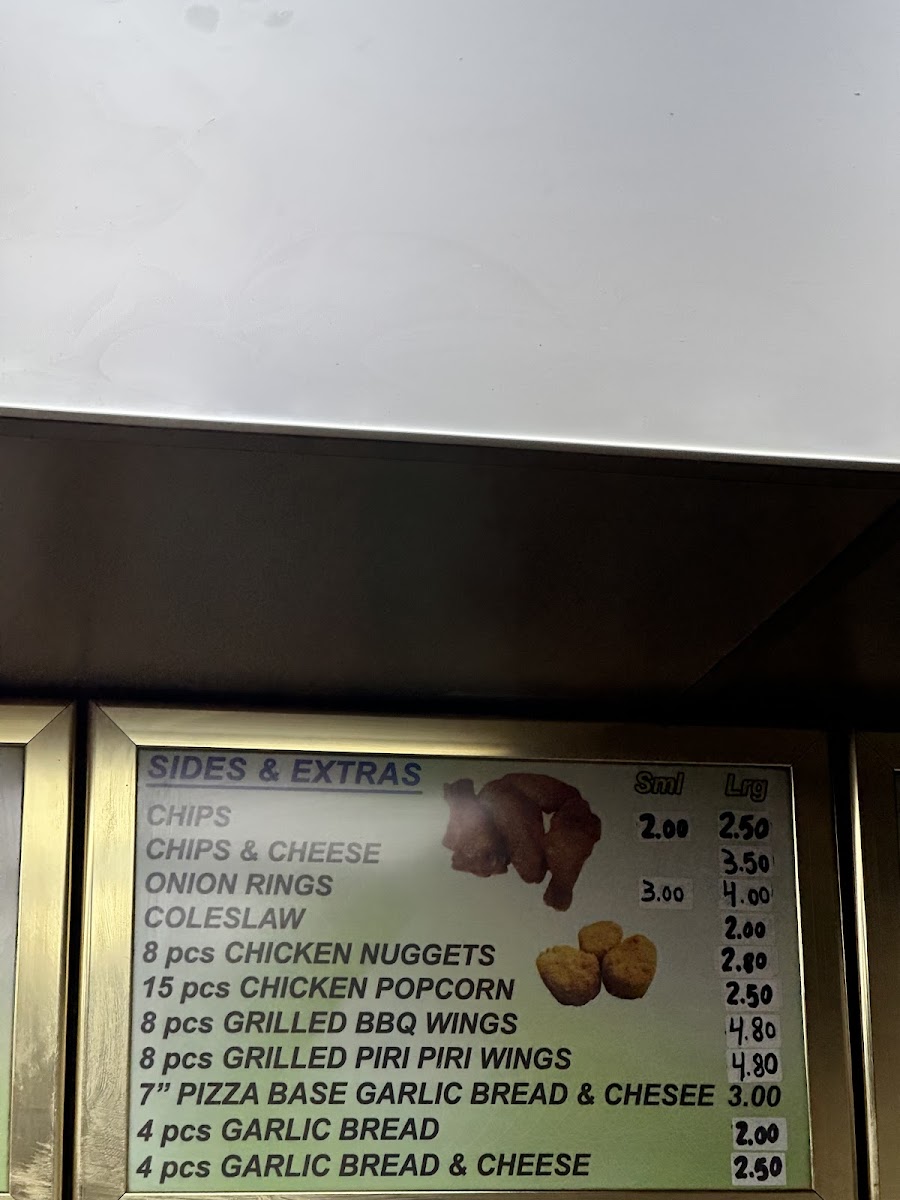 SIDES & EXTRAS Sml Lrg
CHIPS 2.00 2.50
CHIPS & CHEESE 3.50
ONION RINGS 3.00 4.00
COLESLAW 2.00
8 pcs CHICKEN NUGGETS 2.80
15 pcs CHICKEN POPCORN 2.50
8 pcs GRILLED BBQ WINGS 4.80
8 pcs GRILLED PIRI PIRI WINGS 4.80
7” PIZZA BASE GARLIC BREAD & CHESEE 3.00
4 pcs GARLIC BREAD 2.00
4 pcs GARLIC BREAD & CHEESE 2.50